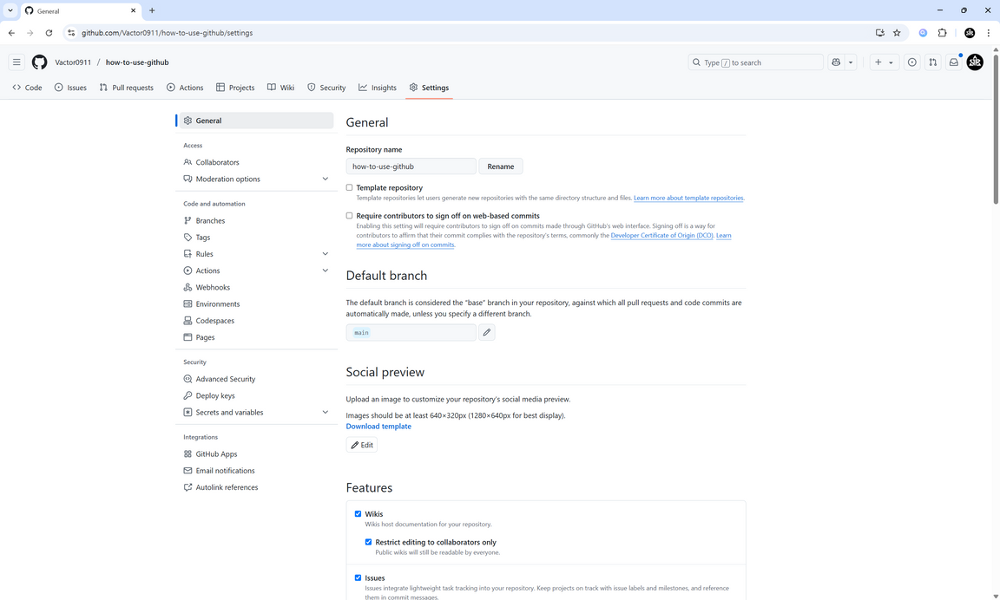 General
github.com/Vactor0911/how-to-use-github/settings
Vactor0911 / how-to-use-github
Type / to search
Code Issues Pull requests Actions Projects Wiki Security Insights Settings
General
Access
Collaborators
Moderation options
Code and automation
Branches
Tags
Rules
Actions
Webhooks
Environments
Codespaces
Pages
Security
Advanced Security
Deploy keys
Secrets and variables
Integrations
GitHub Apps
Email notifications
Autolink references
General
Repository name
how-to-use-github Rename
Template repository
Template repositories let users generate new repositories with the same directory structure and files. Learn more about template repositories.
Require contributors to sign off on web-based commits
Enabling this setting will require contributors to sign off on commits made through GitHub's web interface. Signing off is a way for
contributors to affirm that their commit complies with the repository's terms, commonly the Developer Certificate of Origin (DCO). Learn
more about signing off on commits.
Default branch
The default branch is considered the "base" branch in your repository, against which all pull requests and code commits are
automatically made, unless you specify a different branch.
main
Social preview
Upload an image to customize your repository's social media preview.
Images should be at least 640×320px (1280×640px for best display).
Download template
Edit
Features
Wikis
Wikis host documentation for your repository.
Restrict editing to collaborators only
Public wikis will still be readable by everyone.
Issues
Issues integrate lightweight task tracking into your repository. Keep projects on track with issue labels and milestones, and reference
them in commit messages.